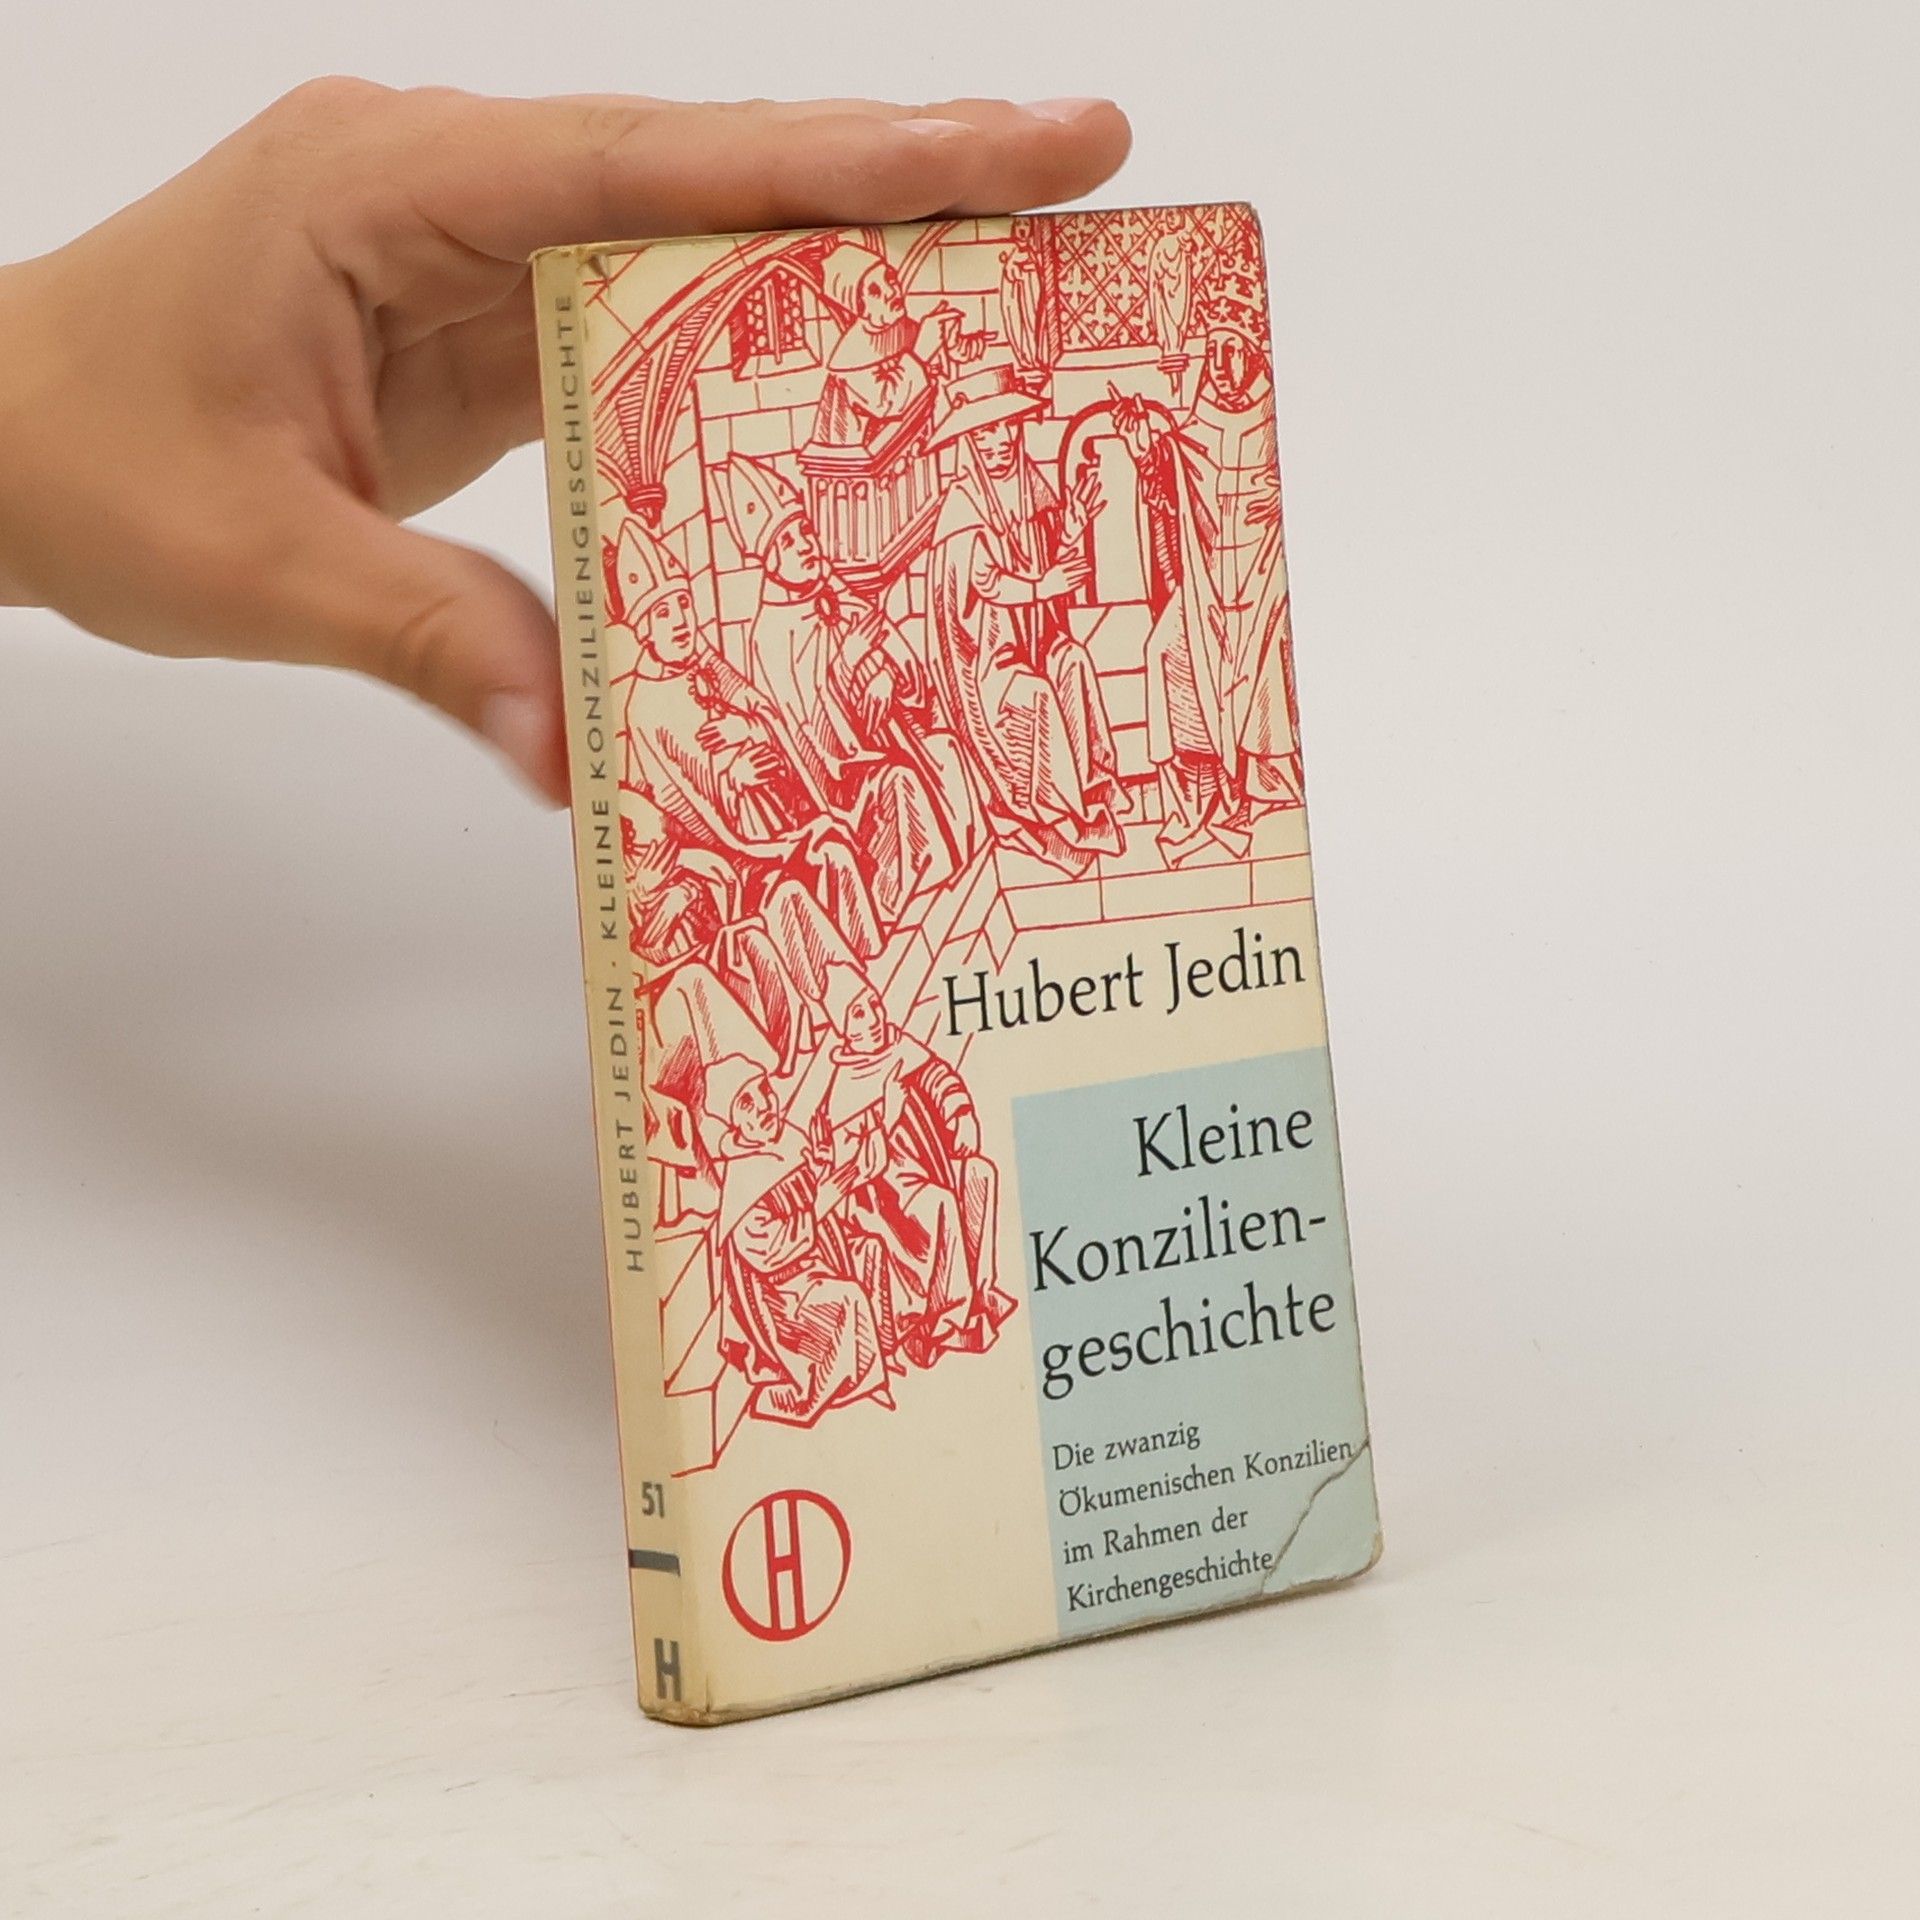 HUBERT JEDIN · KLEINE KONZILIENGESCHICHTE
51
H
Hubert Jedin
Kleine
Konzilien-
geschichte
Die zwanzig
Ökumenischen Konzilien
im Rahmen der
Kirchengeschichte
H